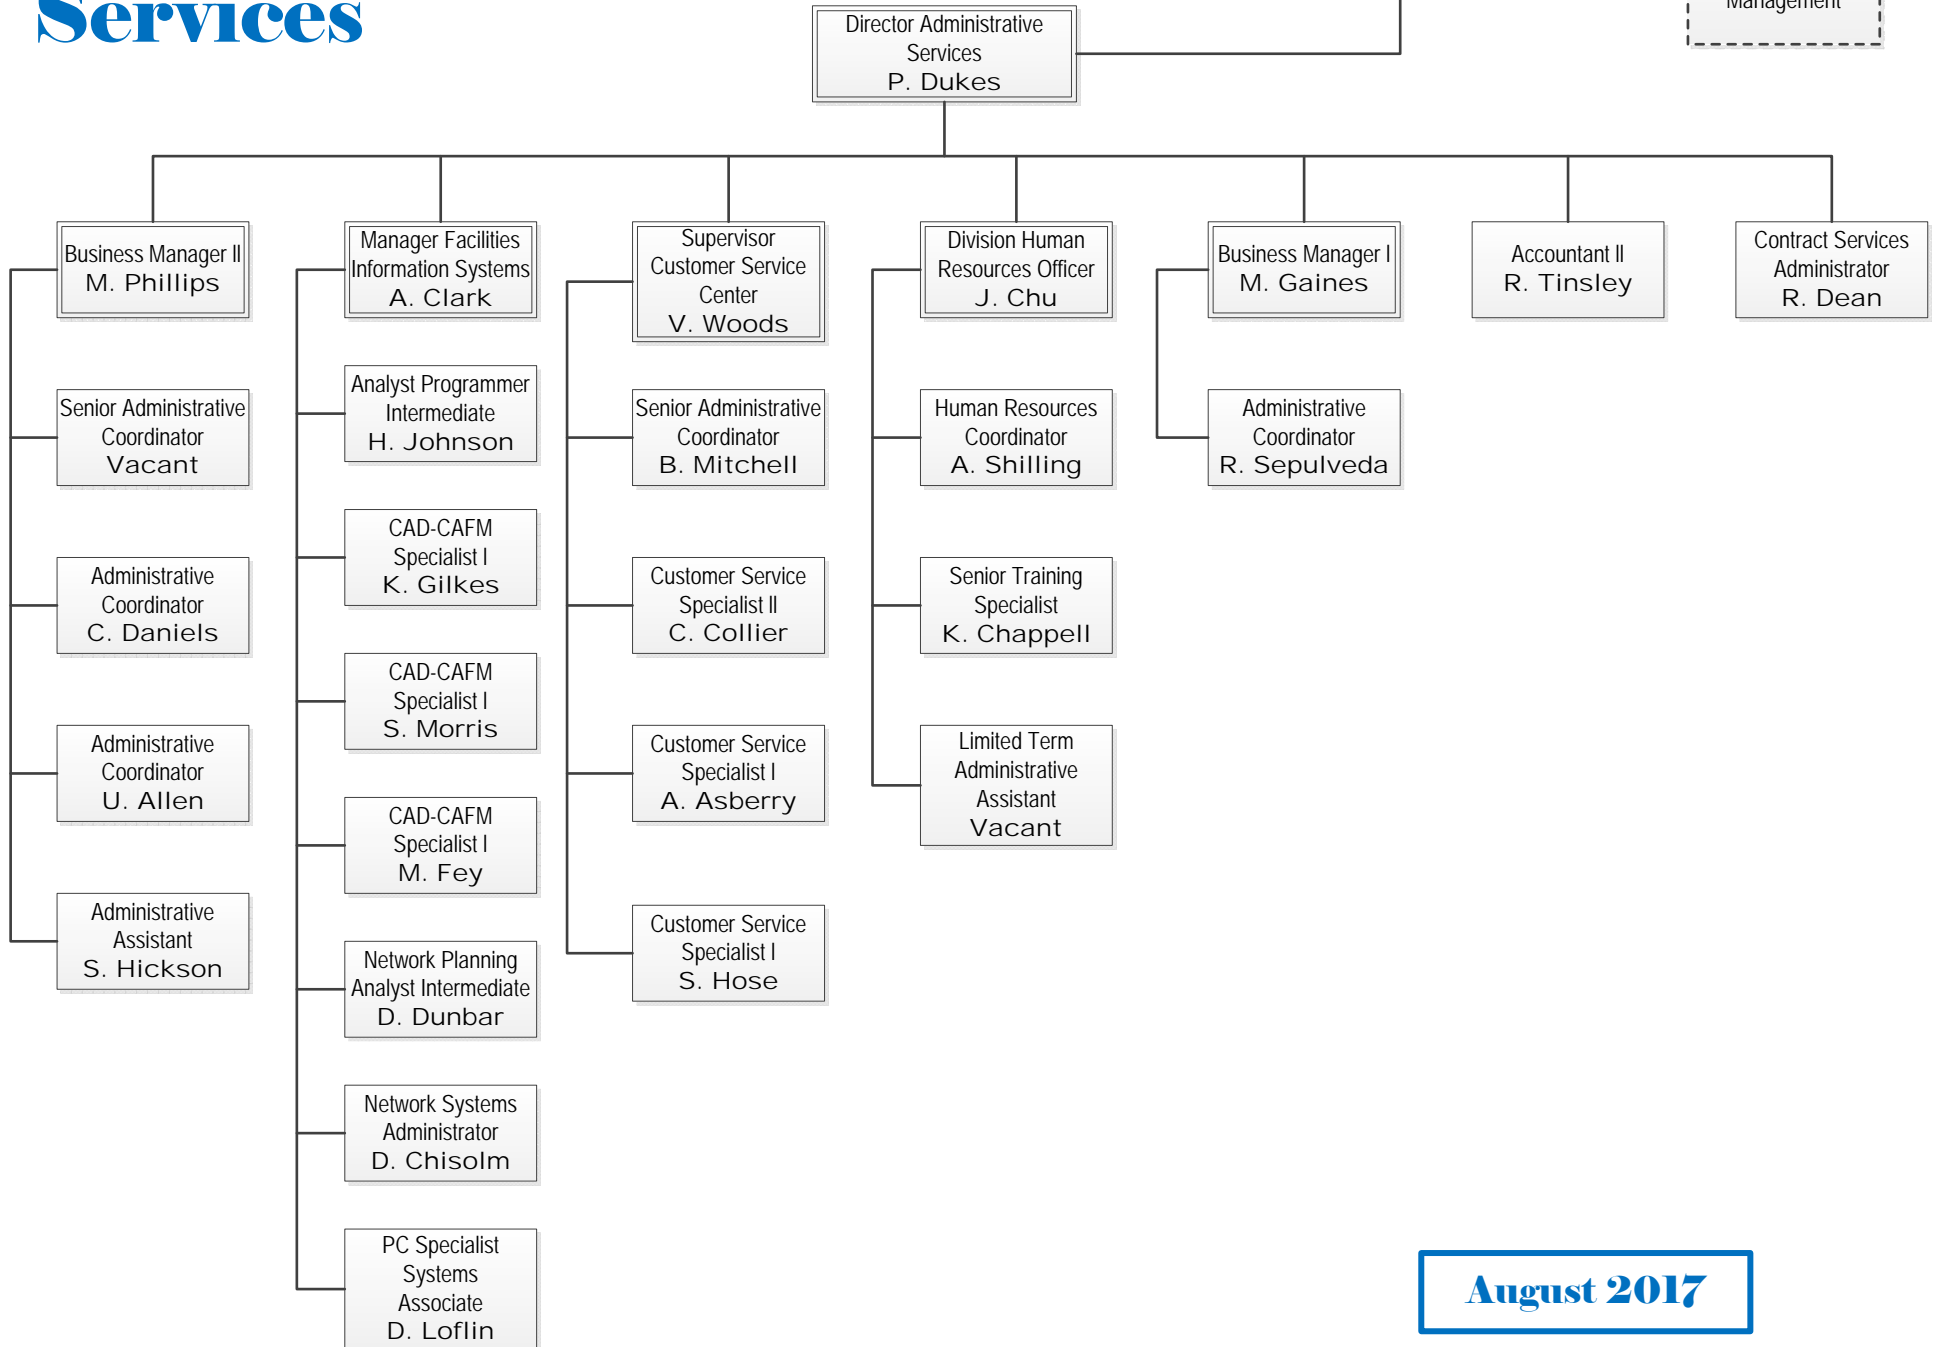 Services
Management
Director Administrative
Services
P. Dukes
Business Manager II
M. Phillips
Manager Facilities
Information Systems
A. Clark
Supervisor
Customer Service
Center
V. Woods
Division Human
Resources Officer
J. Chu
Business Manager I
M. Gaines
Accountant II
R. Tinsley
Contract Services
Administrator
R. Dean
Senior Administrative
Coordinator
Vacant
Administrative
Coordinator
C. Daniels
Administrative
Coordinator
U. Allen
Administrative
Assistant
S. Hickson
Analyst Programmer
Intermediate
H. Johnson
CAD-CAFM
Specialist I
K. Gilkes
CAD-CAFM
Specialist I
S. Morris
CAD-CAFM
Specialist I
M. Fey
Network Planning
Analyst Intermediate
D. Dunbar
Network Systems
Administrator
D. Chisolm
PC Specialist
Systems
Associate
D. Loflin
Senior Administrative
Coordinator
B. Mitchell
Customer Service
Specialist II
C. Collier
Customer Service
Specialist I
A. Asberry
Customer Service
Specialist I
S. Hose
Human Resources
Coordinator
A. Shilling
Senior Training
Specialist
K. Chappell
Limited Term
Administrative
Assistant
Vacant
Administrative
Coordinator
R. Sepulveda
August 2017